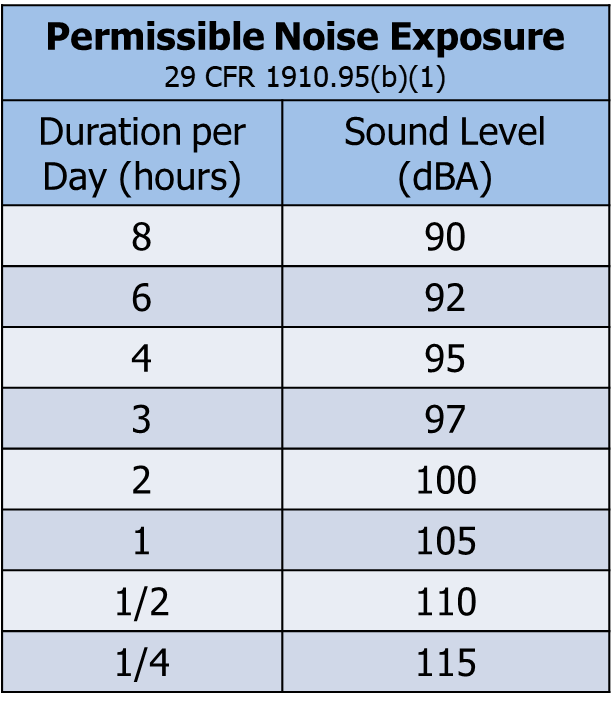 Permissible Noise Exposure
29 CFR 1910.95(b)(1)
Duration per Day (hours) Sound Level (dBA)
8 90
6 92
4 95
3 97
2 100
1 105
1/2 110
1/4 115